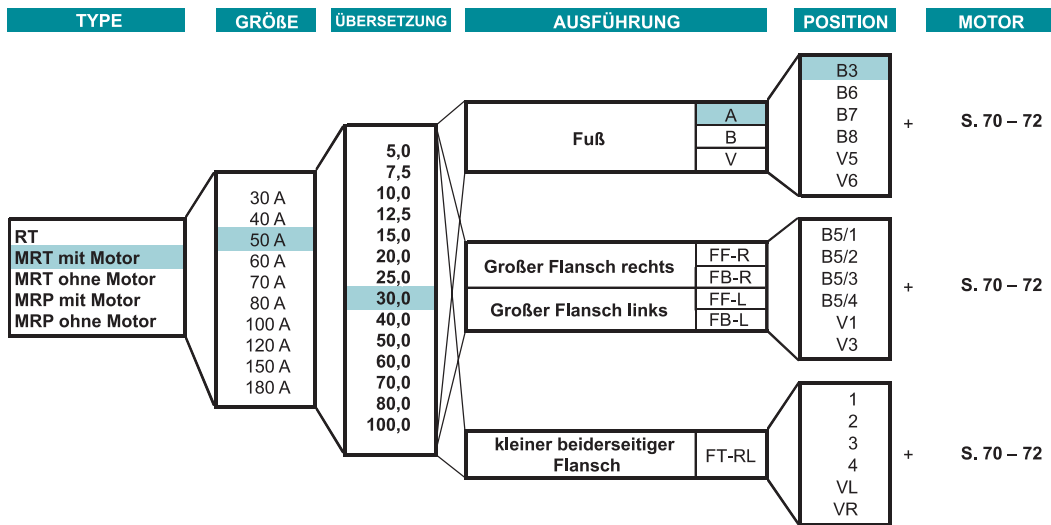 TYPE
GRÖßE
ÜBERSETZUNG
AUSFÜHRUNG
POSITION
MOTOR
RT
MRT mit Motor
MRT ohne Motor
MRP mit Motor
MRP ohne Motor
30 A
40 A
50 A
60 A
70 A
80 A
100 A
120 A
150 A
180 A
5,0
7,5
10,0
12,5
15,0
20,0
25,0
30,0
40,0
50,0
60,0
70,0
80,0
100,0
Fuß
A
B
V
B3
B6
B7
B8
V5
V6
+
S. 70 – 72
Großer Flansch rechts
FF-R
FB-R
Großer Flansch links
FF-L
FB-L
B5/1
B5/2
B5/3
B5/4
V1
V3
+
S. 70 – 72
kleiner beiderseitiger
Flansch
FT-RL
1
2
3
4
VL
VR
+
S. 70 – 72